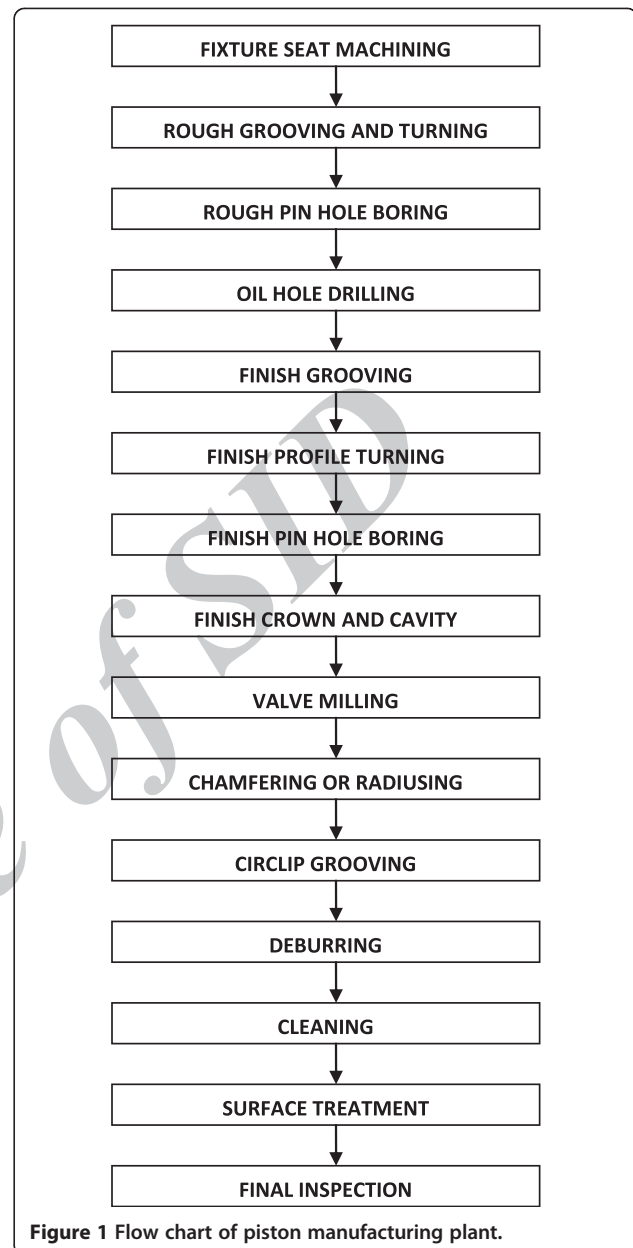 FIXTURE SEAT MACHINING
ROUGH GROOVING AND TURNING
ROUGH PIN HOLE BORING
OIL HOLE DRILLING
FINISH GROOVING
FINISH PROFILE TURNING
FINISH PIN HOLE BORING
FINISH CROWN AND CAVITY
VALVE MILLING
CHAMFERING OR RADIUSING
CIRCLIP GROOVING
DEBURRING
CLEANING
SURFACE TREATMENT
FINAL INSPECTION
Figure 1 Flow chart of piston manufacturing plant.
of SID